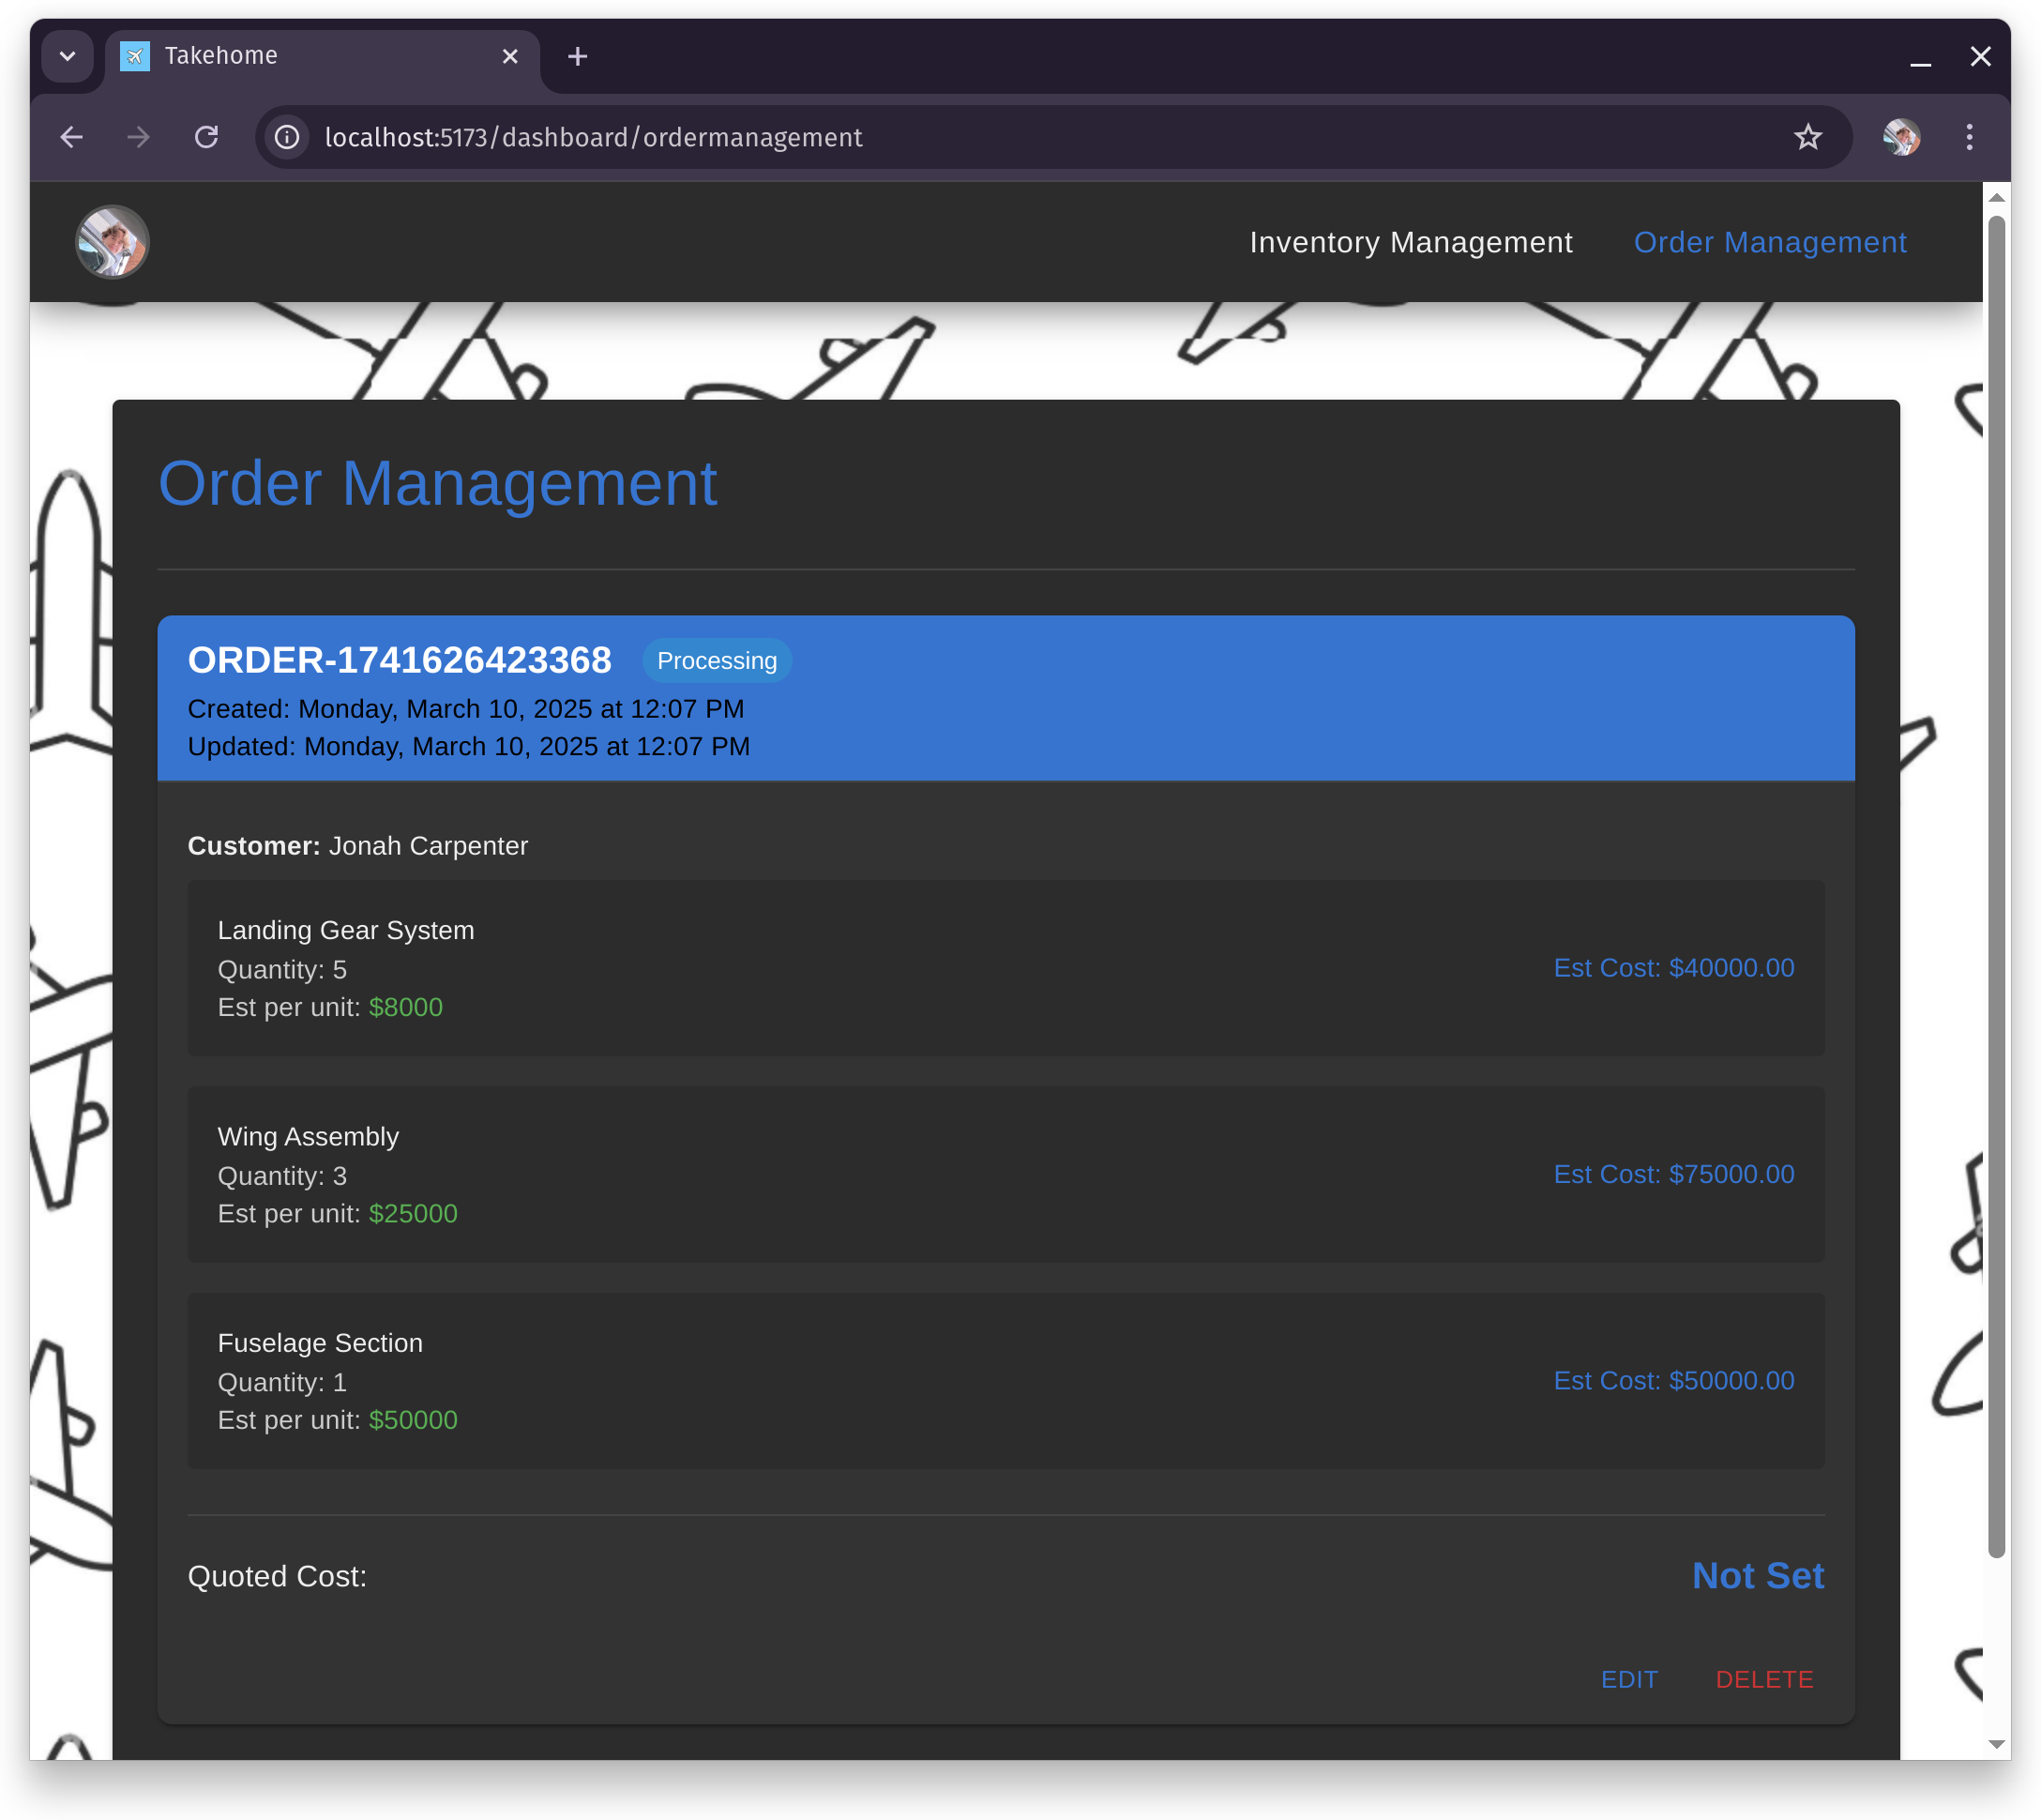 Takehome
localhost:5173/dashboard/ordermanagement
Inventory Management
Order Management
Order Management
ORDER-1741626423368
Processing
Created: Monday, March 10, 2025 at 12:07 PM
Updated: Monday, March 10, 2025 at 12:07 PM
Customer: Jonah Carpenter
Landing Gear System
Quantity: 5
Est per unit: $8000
Est Cost: $40000.00
Wing Assembly
Quantity: 3
Est per unit: $25000
Est Cost: $75000.00
Fuselage Section
Quantity: 1
Est per unit: $50000
Est Cost: $50000.00
Quoted Cost:
Not Set
EDIT
DELETE